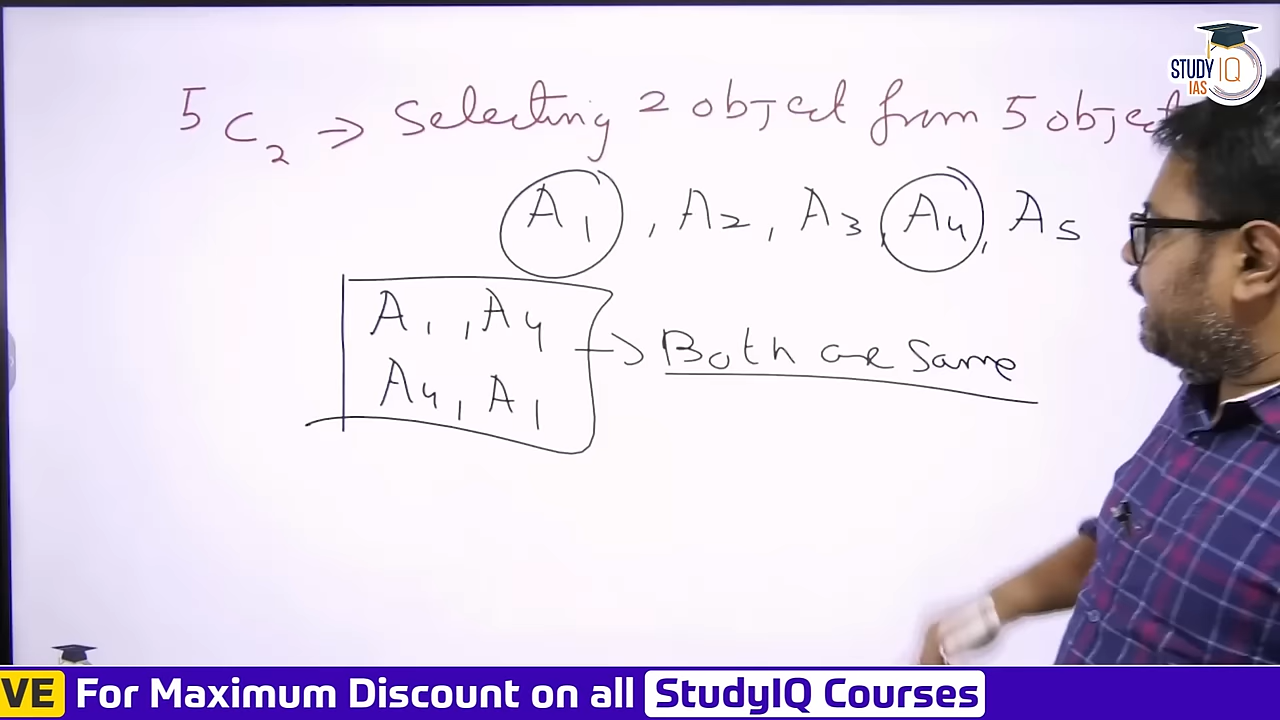 STUDY IQ
IAS
5C2 → Selecting 2 object from 5 object
A1, A2, A3, A4, A5
A1, A4
→ Both are same
A4, A1
VE For Maximum Discount on all StudyIQ Courses